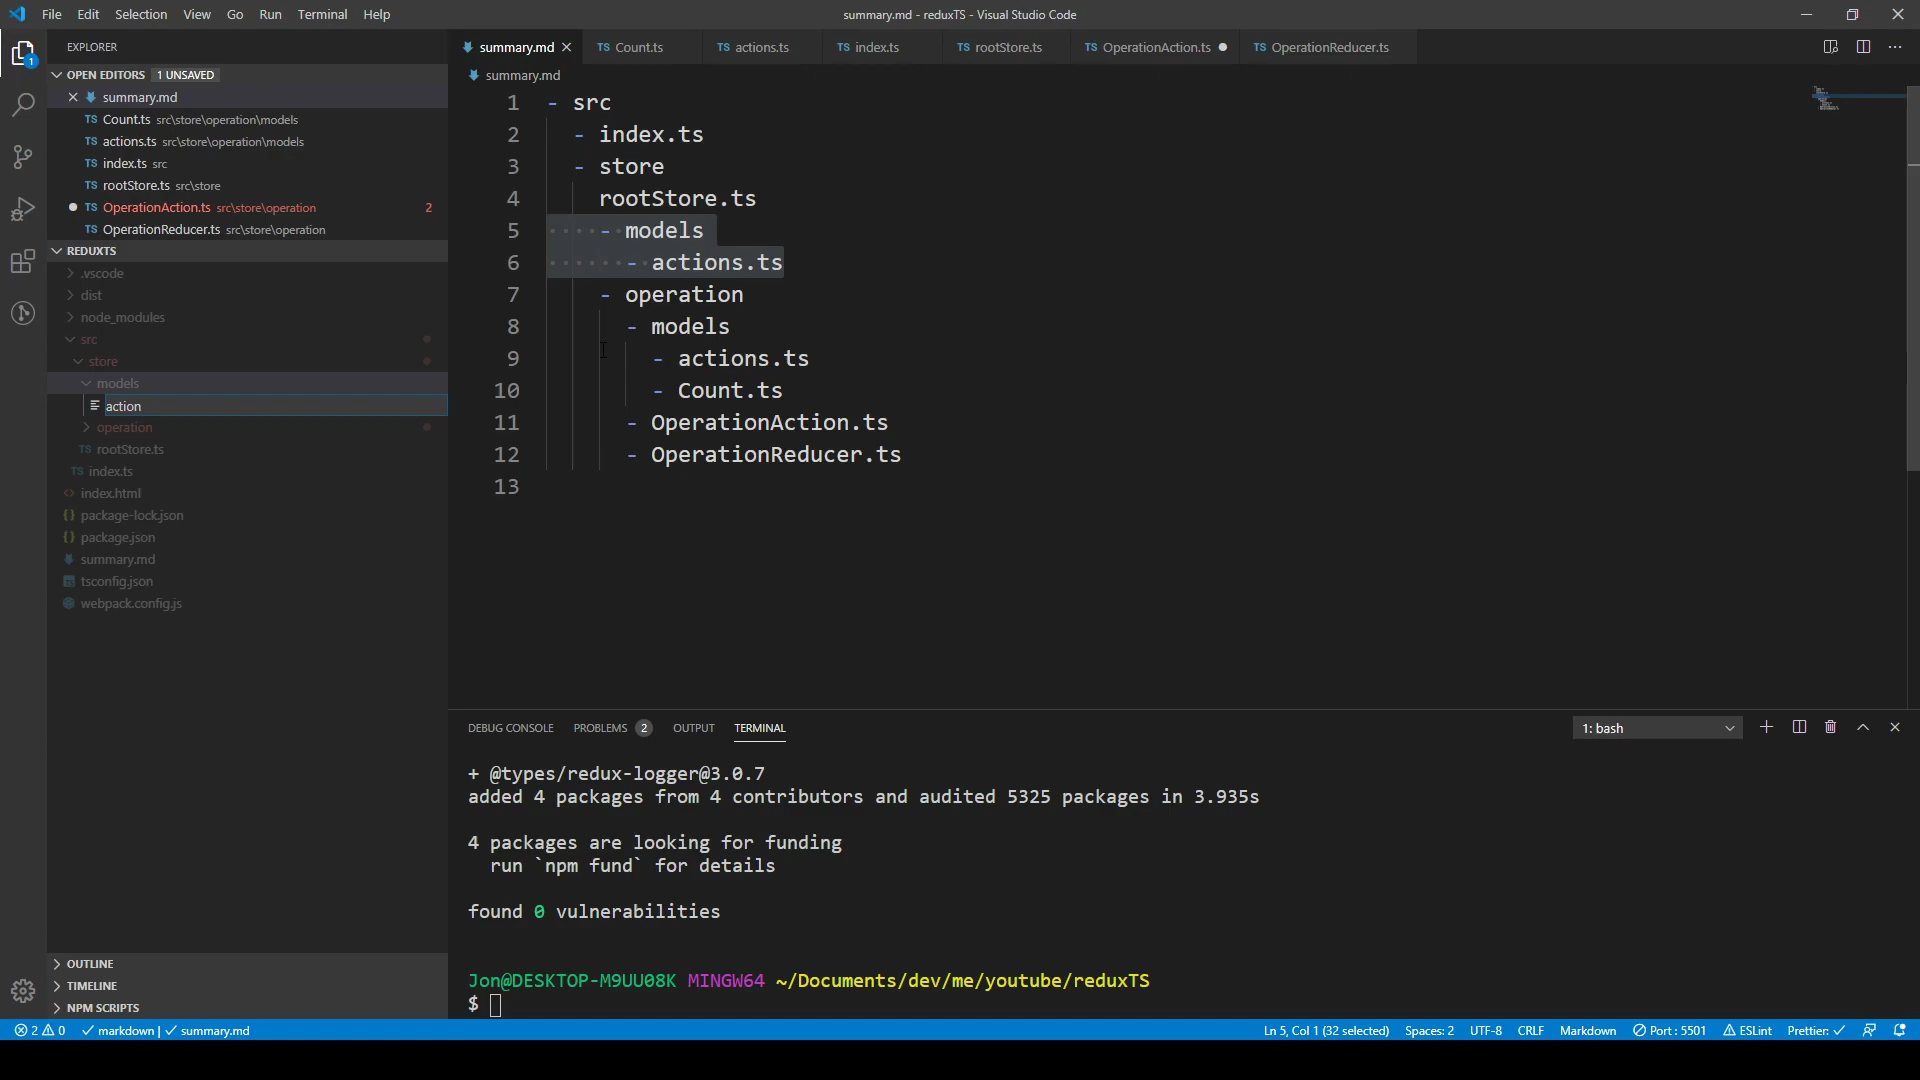 File Edit Selection View Go Run Terminal Help
summary.md - reduxTS - Visual Studio Code
EXPLORER
OPEN EDITORS 1 UNSAVED
summary.md
TS Count.ts src\store\operation\models
TS actions.ts src\store\operation\models
TS index.ts src
TS rootStore.ts src\store
TS OperationAction.ts src\store\operation 2
TS OperationReducer.ts src\store\operation
REDUXTS
.vscode
dist
node_modules
src
store
models
action
operation
TS rootStore.ts
TS index.ts
index.html
package-lock.json
package.json
summary.md
tsconfig.json
webpack.config.js
OUTLINE
TIMELINE
NPM SCRIPTS
summary.md TS Count.ts TS actions.ts TS index.ts TS rootStore.ts TS OperationAction.ts TS OperationReducer.ts
summary.md
1 - src
2 - index.ts
3 - store
4 rootStore.ts
5 - models
6 - actions.ts
7 - operation
8 - models
9 - actions.ts
10 - Count.ts
11 - OperationAction.ts
12 - OperationReducer.ts
13
DEBUG CONSOLE PROBLEMS 2 OUTPUT TERMINAL 1: bash
+ @types/redux-logger@3.0.7
added 4 packages from 4 contributors and audited 5325 packages in 3.935s
4 packages are looking for funding
run `npm fund` for details
found 0 vulnerabilities
Jon@DESKTOP-M9UU08K MINGW64 ~/Documents/dev/me/youtube/reduxTS
$
1
2 0 markdown | summary.md Ln 5, Col 1 (32 selected) Spaces: 2 UTF-8 CRLF Markdown Port : 5501 ESLint Prettier: